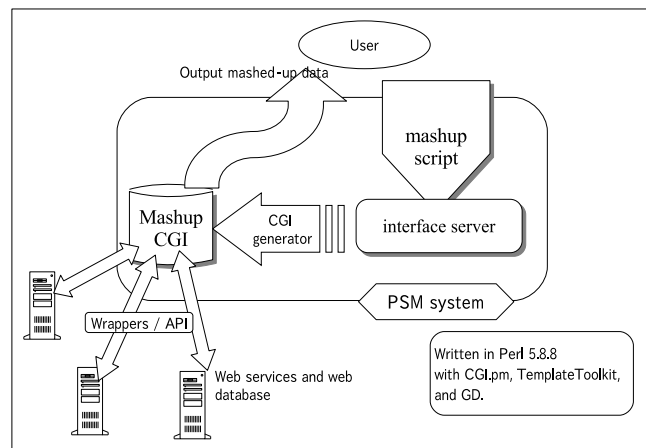 User
Output mashed-up data
mashup
script
Mashup
CGI
CGI
generator
interface server
PSM system
Wrappers / API
Web services and web
database
Written in Perl 5.8.8
with CGI.pm, TemplateToolkit,
and GD.